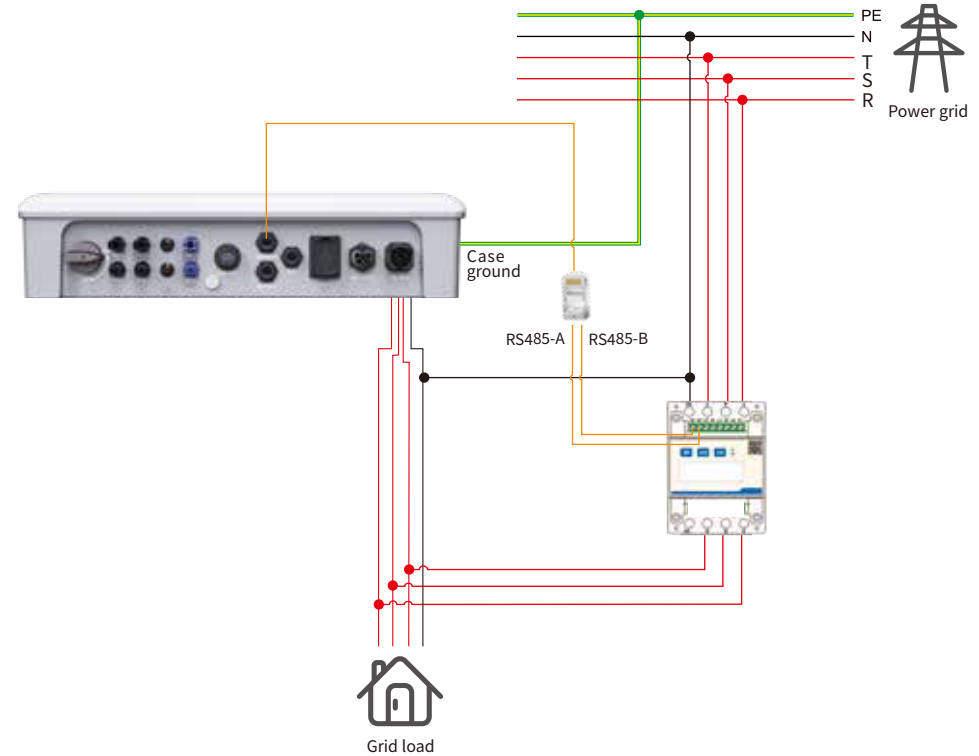 PE
N
T
S
R
Power grid
Case
ground
RS485-A
RS485-B
Grid load